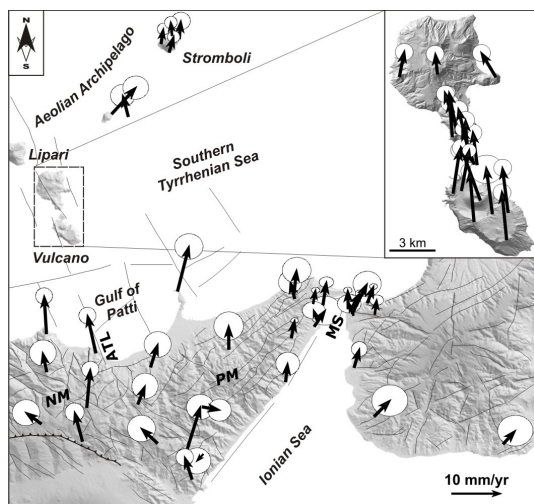 N
S
Aeolian Archipelago
Stromboli
Lipari
Southern
Tyrrhenian Sea
Vulcano
3 km
Gulf of
Patti
ATL
MS
NM
PM
Ionian Sea
10 mm/yr